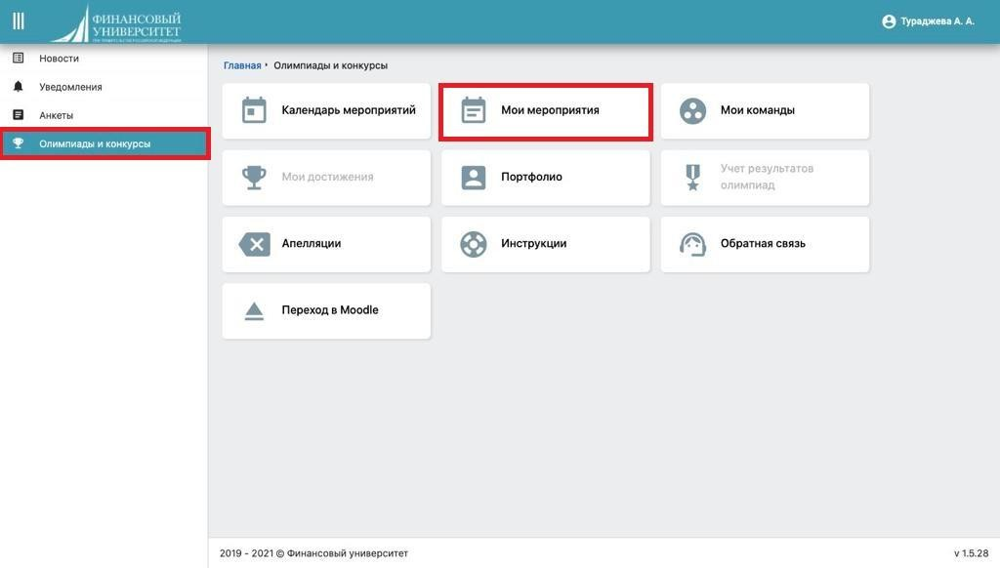 ФИНАНСОВЫЙ
УНИВЕРСИТЕТ
Тураджева А. А.
Новости
Уведомления
Анкеты
Олимпиады и конкурсы
Главная
Олимпиады и конкурсы
Календарь мероприятий
Мои мероприятия
Мои команды
Мои достижения
Портфолио
Учет результатов
олимпиад
Апелляции
Инструкции
Обратная связь
Переход в Moodle
2019 - 2021 © Финансовый университет
v 1.5.28